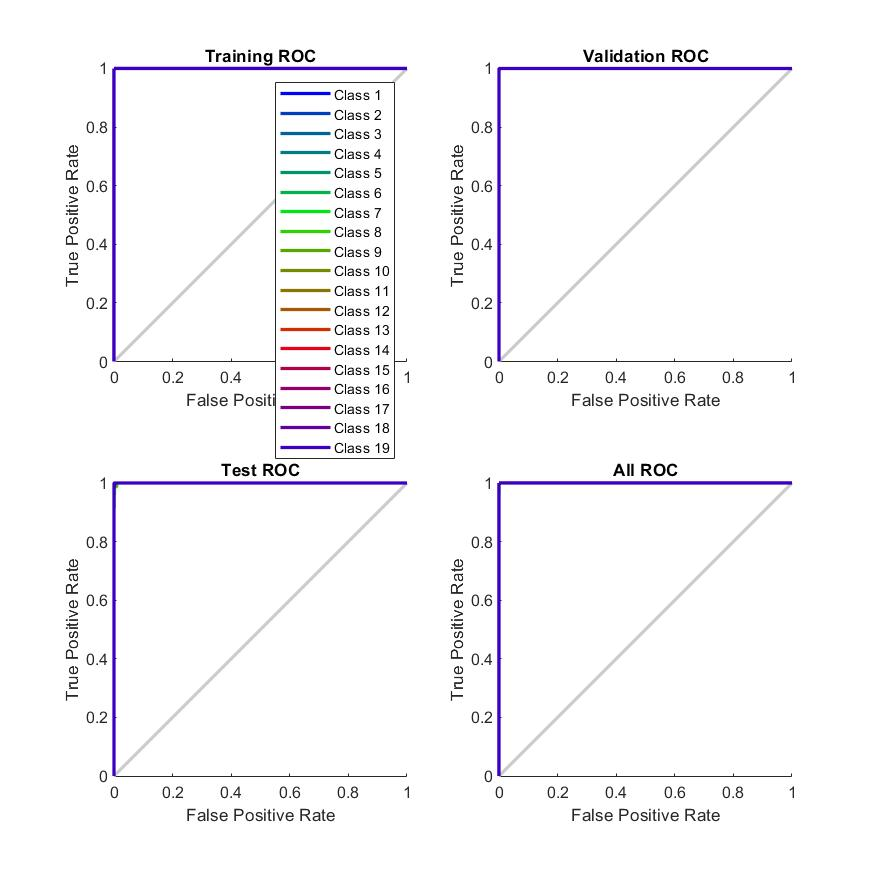 Training ROC
1
0.8
0.6
0.4
0.2
0
0 0.2 0.4 1
True Positive Rate
False Positi
Class 1
Class 2
Class 3
Class 4
Class 5
Class 6
Class 7
Class 8
Class 9
Class 10
Class 11
Class 12
Class 13
Class 14
Class 15
Class 16
Class 17
Class 18
Class 19
Validation ROC
1
0.8
0.6
0.4
0.2
0
0 0.2 0.4 0.6 0.8 1
True Positive Rate
False Positive Rate
Test ROC
1
0.8
0.6
0.4
0.2
0
0 0.2 0.4 0.6 0.8 1
True Positive Rate
False Positive Rate
All ROC
1
0.8
0.6
0.4
0.2
0
0 0.2 0.4 0.6 0.8 1
True Positive Rate
False Positive Rate